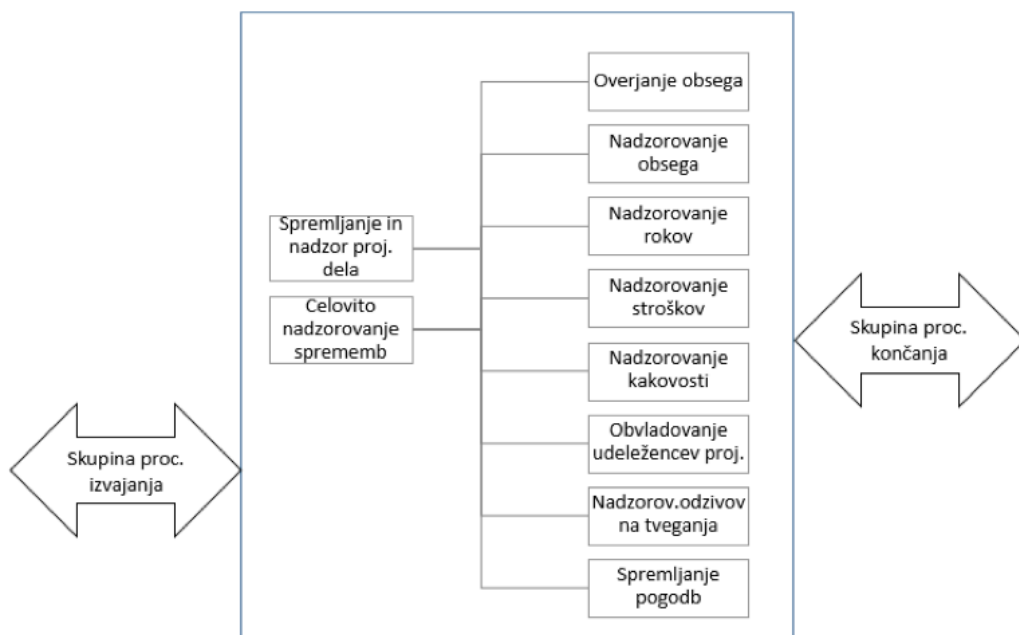 Skupina proc.
izvajanja
Spremljanje in
nadzor proj.
dela
Celovito
nadzorovanje
sprememb
Overjanje obsega
Nadzorovanje
obsega
Nadzorovanje
rokov
Nadzorovanje
stroškov
Nadzorovanje
kakovosti
Obvladovanje
udeležencev proj.
Nadzorov.odzivov
na tveganja
Spremljanje
pogodb
Skupina proc.
končanja